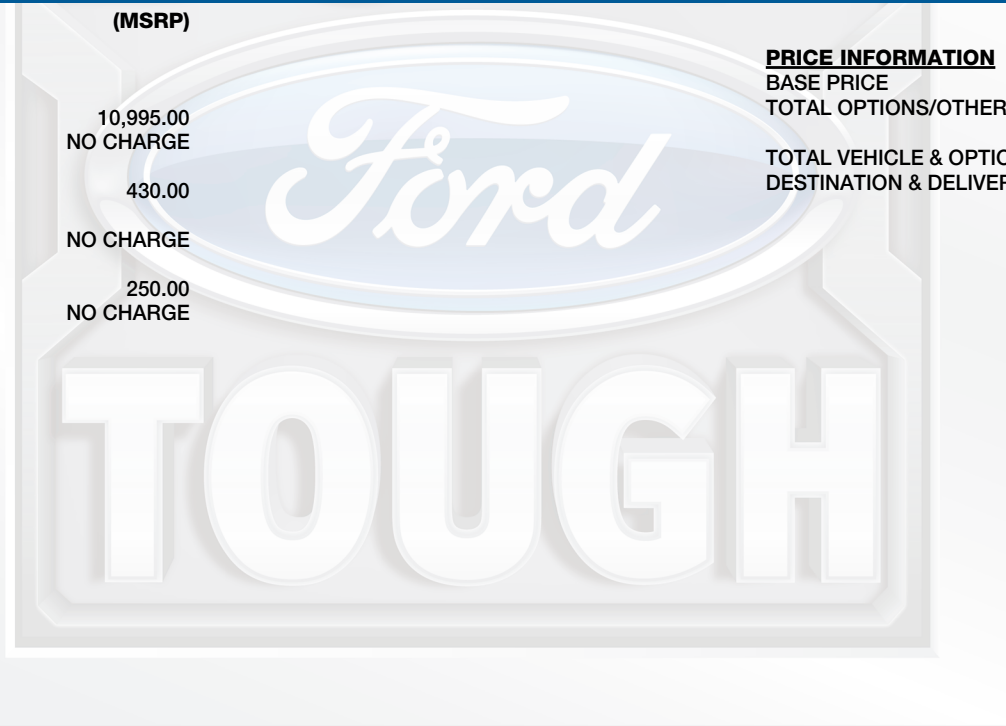 (MSRP)
10,995.00
NO CHARGE
430.00
NO CHARGE
250.00
NO CHARGE
PRICE INFORMATION
BASE PRICE
TOTAL OPTIONS/OTHER
TOTAL VEHICLE & OPTIO
DESTINATION & DELIVER
Ford
TOUGH